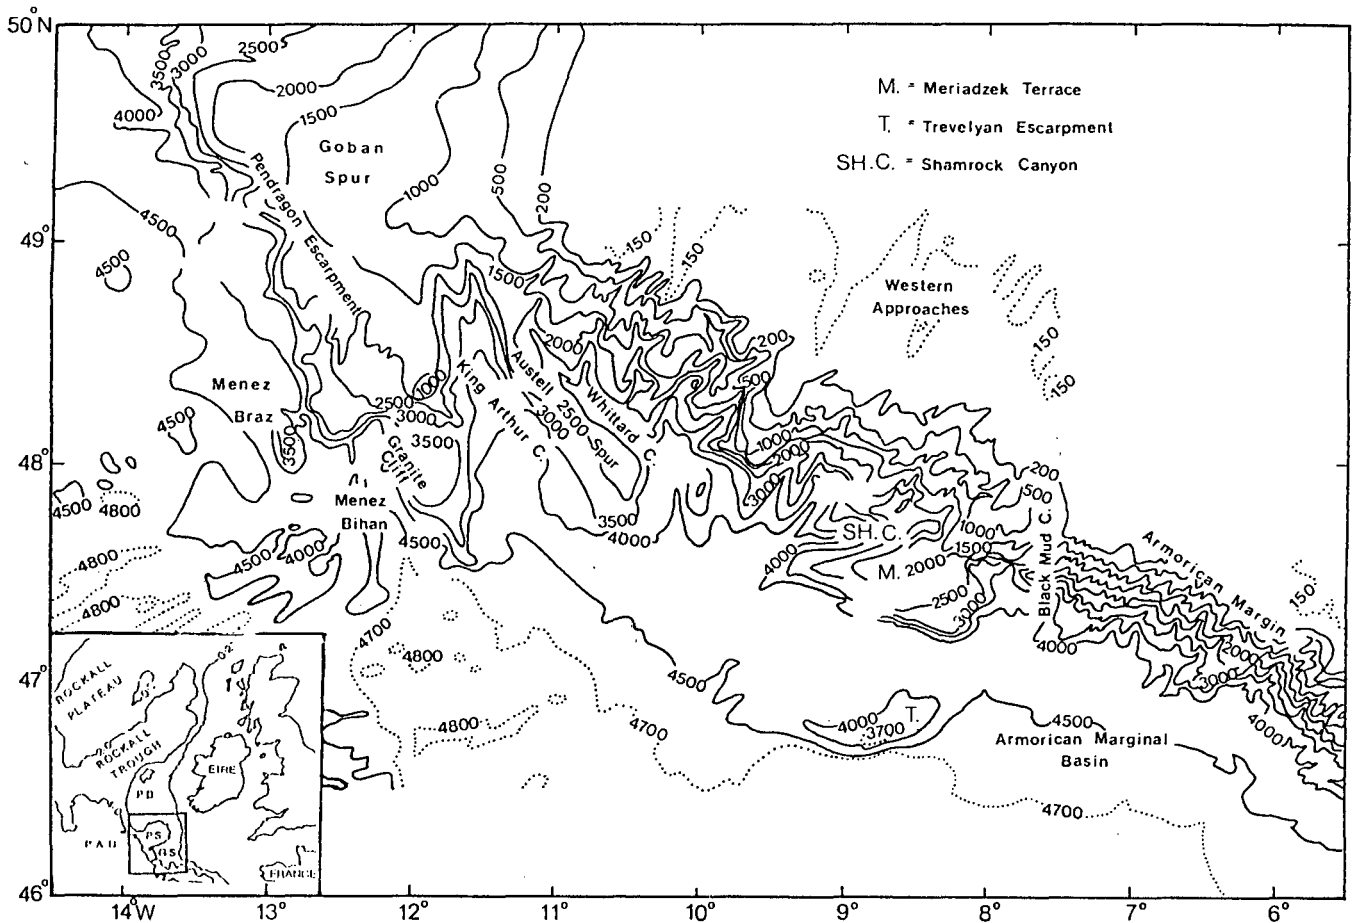 50°N
2500
3000
3500
2000
4000
1500
Goban
Spur
Pendragon Escarpment
1000
500
200
M. = Meriadzek Terrace
T. = Trevelyan Escarpment
SH.C. = Shamrock Canyon
49°
4500
4500
150
150
1500
Western
Approaches
150
150
2000
200
500
Menez
Braz
4500
3500
1000
2500
3000
3500
King Arthur C.
Austell Spur
2500
3000
Whittard C.
Granite
Cliff
1000
2000
3000
48°
4500
4800
Menez
Bihan
4500
3500
4000
200
500
1000
1500
SH.C.
4000
M.
2000
2500
3000
Black Mud C.
Armorican Margin
150
4800
4500
4000
4800
4700
4800
4000
2000
3000
4000
47°
4500
4800
4700
4000
T.
3700
4500
Armorican Marginal
Basin
4700
ROCKALL
PLATEAU
ROCKALL
TROUGH
EIRE
PB
PS
GS
FRANCE
46°
14°W
13°
12°
11°
10°
9°
8°
7°
6°